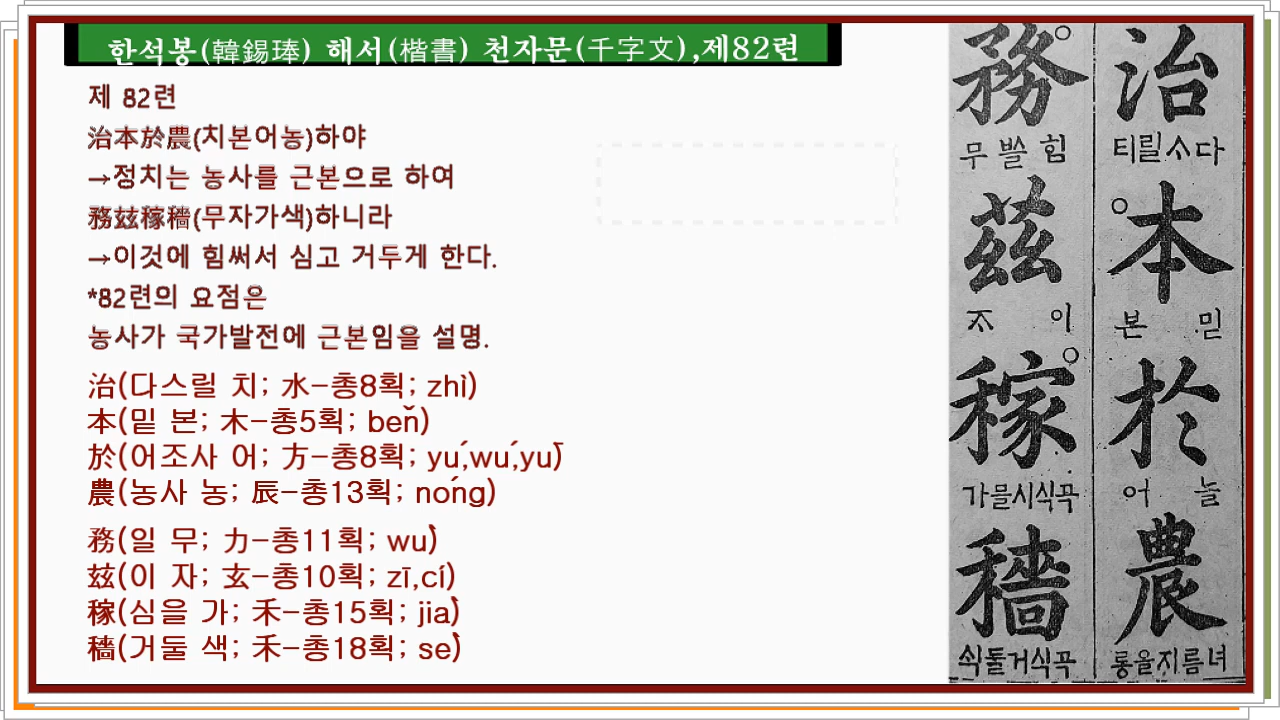 한석봉(韓錫琫) 해서(楷書) 천자문(千字文),제82련
제 82련
治本於農(치본어농)하야
→정치는 농사를 근본으로 하여
務玆稼穡(무자가색)하니라
→이것에 힘써서 심고 거두게 한다.
*82련의 요점은
농사가 국가발전에 근본임을 설명.
治(다스릴 치; 水-총8획; zhì)
本(밑 본; 木-총5획; beň)
於(어조사 어; 方-총8획; yú,wú,yū)
農(농사 농; 辰-총13획; nońg)
務(일 무; 力-총11획; wù)
玆(이 자; 玄-총10획; zī,cí)
稼(심을 가; 禾-총15획; jià)
穡(거둘 색; 禾-총18획; sè)
治
티릴ᄉ다
本
본 믿
於
어 늘
農
롱을지름녀
務
무쁠힘
茲
ᄌᆞ 이
稼
가믈시식곡
穡
식둘거식곡